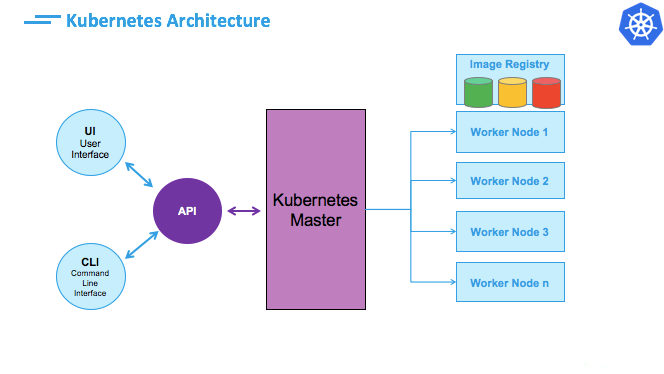 Kubernetes Architecture
Image Registry
UI
User
Interface
Worker Node 1
Worker Node 2
API
Kubernetes
Master
Worker Node 3
CLI
Command
Line
Interface
Worker Node n